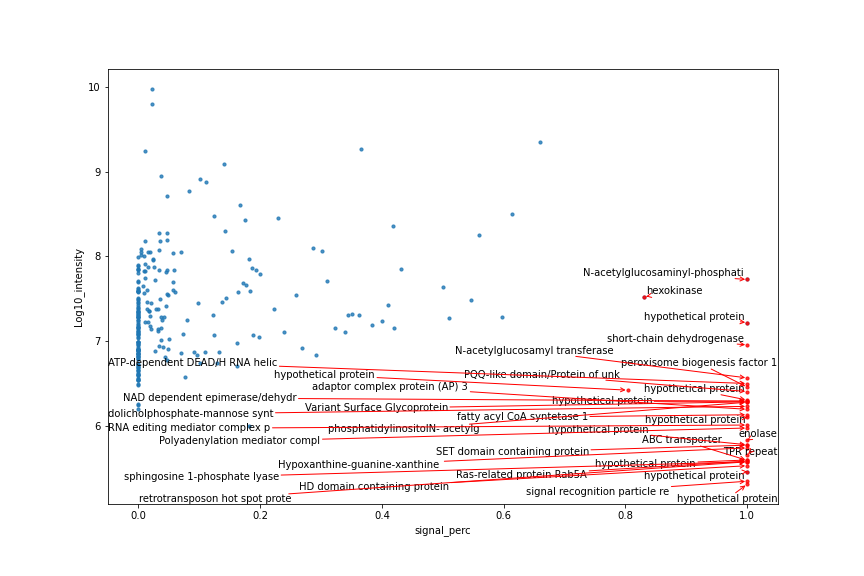 10
9
8
7
6
Log10_intensity
N-acetylglucosaminyl-phosphati
hexokinase
hypothetical protein
short-chain dehydrogenase
N-acetylglucosamyl transferase
ATP-dependent DEAD/H RNA helic
peroxisome biogenesis factor 1
hypothetical protein
PQQ-like domain/Protein of unk
adaptor complex protein (AP) 3
hypothetical protein
NAD dependent epimerase/dehydr
hypothetical protein
Variant Surface Glycoprotein
dolicholphosphate-mannose synt
fatty acyl CoA syntetase 1
hypothetical protein
RNA editing mediator complex p
phosphatidylinositolN- acetylg
hypothetical protein
enolase
Polyadenylation mediator compl
ABC transporter
SET domain containing protein
TPR repeat
Hypoxanthine-guanine-xanthine
hypothetical protein
sphingosine 1-phosphate lyase
Ras-related protein Rab5A
hypothetical protein
HD domain containing protein
signal recognition particle re
retrotransposon hot spot prote
hypothetical protein
0.0 0.2 0.4 0.6 0.8 1.0
signal_perc